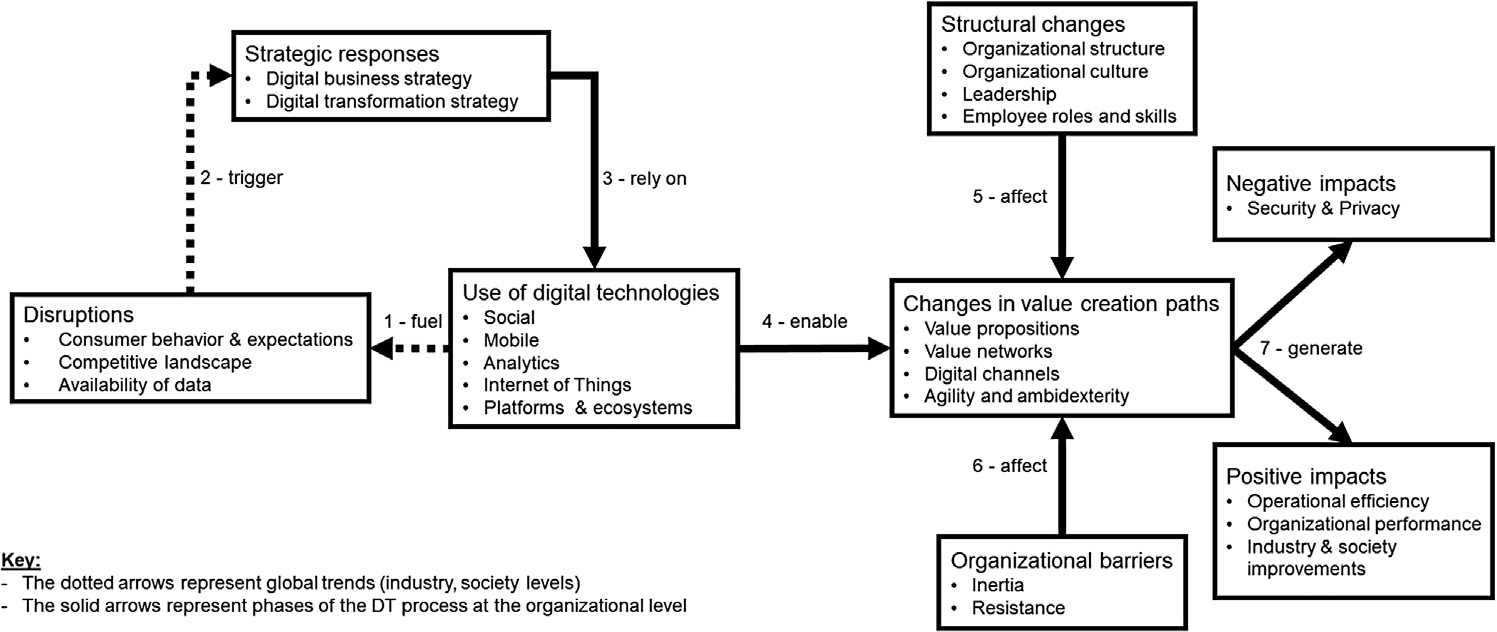 Strategic responses
• Digital business strategy
• Digital transformation strategy
Structural changes
• Organizational structure
• Organizational culture
• Leadership
• Employee roles and skills
2 - trigger
3 - rely on
5 - affect
Negative impacts
• Security & Privacy
Disruptions
• Consumer behavior & expectations
• Competitive landscape
• Availability of data
1 - fuel
Use of digital technologies
• Social
• Mobile
• Analytics
• Internet of Things
• Platforms & ecosystems
4 - enable
Changes in value creation paths
• Value propositions
• Value networks
• Digital channels
• Agility and ambidexterity
7 - generate
6 - affect
Positive impacts
• Operational efficiency
• Organizational performance
• Industry & society
improvements
Organizational barriers
• Inertia
• Resistance
Key:
- The dotted arrows represent global trends (industry, society levels)
- The solid arrows represent phases of the DT process at the organizational level